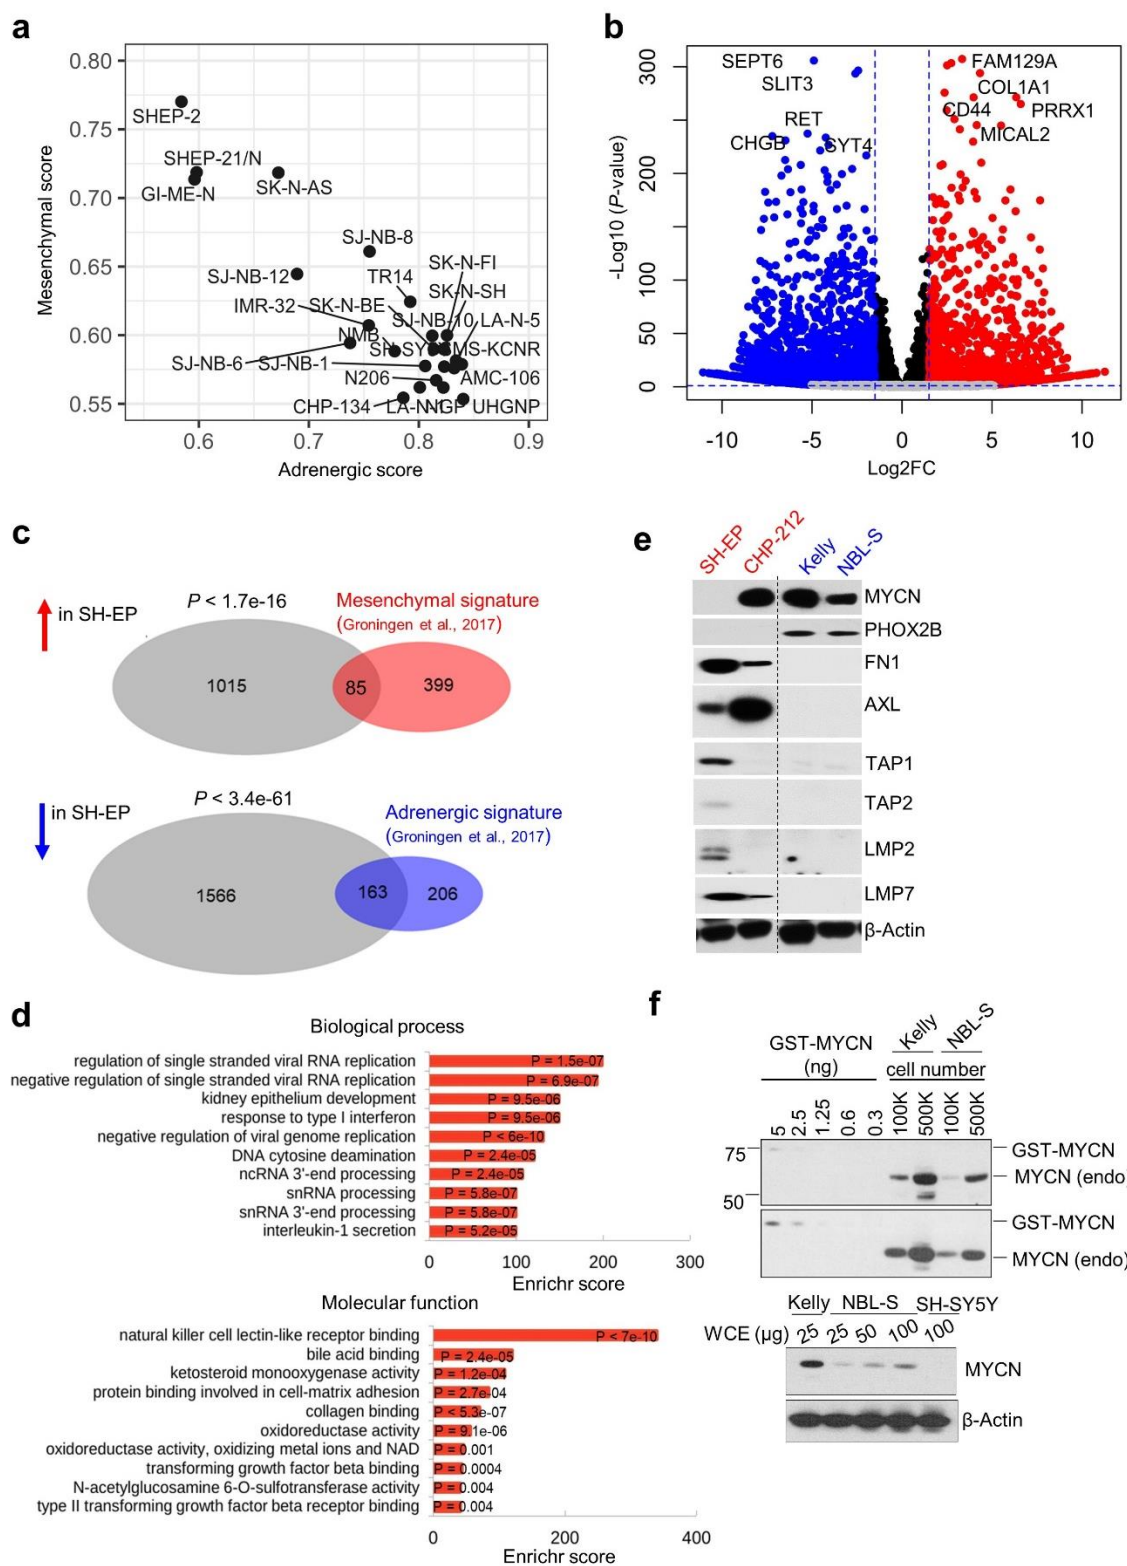 a
Mesenchymal score
0.80
0.75
0.70
0.65
0.60
0.55
SHEP-2
SHEP-21/N
GI-ME-N
SK-N-AS
SJ-NB-8
SJ-NB-12
TR14
SK-N-FI
SK-N-SH
IMR-32
SK-N-BE
SJ-NB-10
LA-N-5
NMB
MS-KCNR
SJ-NB-6
SJ-NB-1
N206
AMC-106
CHP-134
UHGNP
0.6
0.7
0.8
0.9
Adrenergic score
b
-Log10 (P-value)
300
200
100
50
0
SEPT6
SLIT3
RET
CHGB
SYT4
FAM129A
COL1A1
CD44
PRRX1
MICAL2
-10
-5
0
5
10
Log2FC
c
in SH-EP
P < 1.7e-16
Mesenchymal signature
(Groningen et al., 2017)
1015
85
399
in SH-EP
P < 3.4e-61
Adrenergic signature
(Groningen et al., 2017)
1566
163
206
d
Biological process
regulation of single stranded viral RNA replication P = 1.5e-07
negative regulation of single stranded viral RNA replication P = 6.9e-07
kidney epithelium development P = 9.5e-06
response to type I interferon P = 9.5e-06
negative regulation of viral genome replication P < 6e-10
DNA cytosine deamination P = 2.4e-05
ncRNA 3'-end processing P = 2.4e-05
snRNA processing P = 5.8e-07
snRNA 3'-end processing P = 5.8e-07
interleukin-1 secretion P = 5.2e-05
0 100 200 300
Enrichr score
Molecular function
natural killer cell lectin-like receptor binding P < 7e-10
bile acid binding P = 2.4e-05
ketosteroid monooxygenase activity P = 1.2e-04
protein binding involved in cell-matrix adhesion P = 2.7e-04
collagen binding P < 5.3e-07
oxidoreductase activity P = 9.1e-06
oxidoreductase activity, oxidizing metal ions and NAD P = 0.001
transforming growth factor beta binding P = 0.0004
N-acetylglucosamine 6-O-sulfotransferase activity P = 0.004
type II transforming growth factor beta receptor binding P = 0.004
0 200 400
Enrichr score
e
SH-EP
CHP-212
Kelly
NBL-S
MYCN
PHOX2B
FN1
AXL
TAP1
TAP2
LMP2
LMP7
β-Actin
f
GST-MYCN
(ng)
Kelly
NBL-S
cell number
5
2.5
1.25
0.6
0.3
100K
500K
100K
500K
75
50
GST-MYCN
MYCN (endo)
GST-MYCN
MYCN (endo)
Kelly NBL-S SH-SY5Y
WCE (µg) 25 25 50 100 100
MYCN
β-Actin